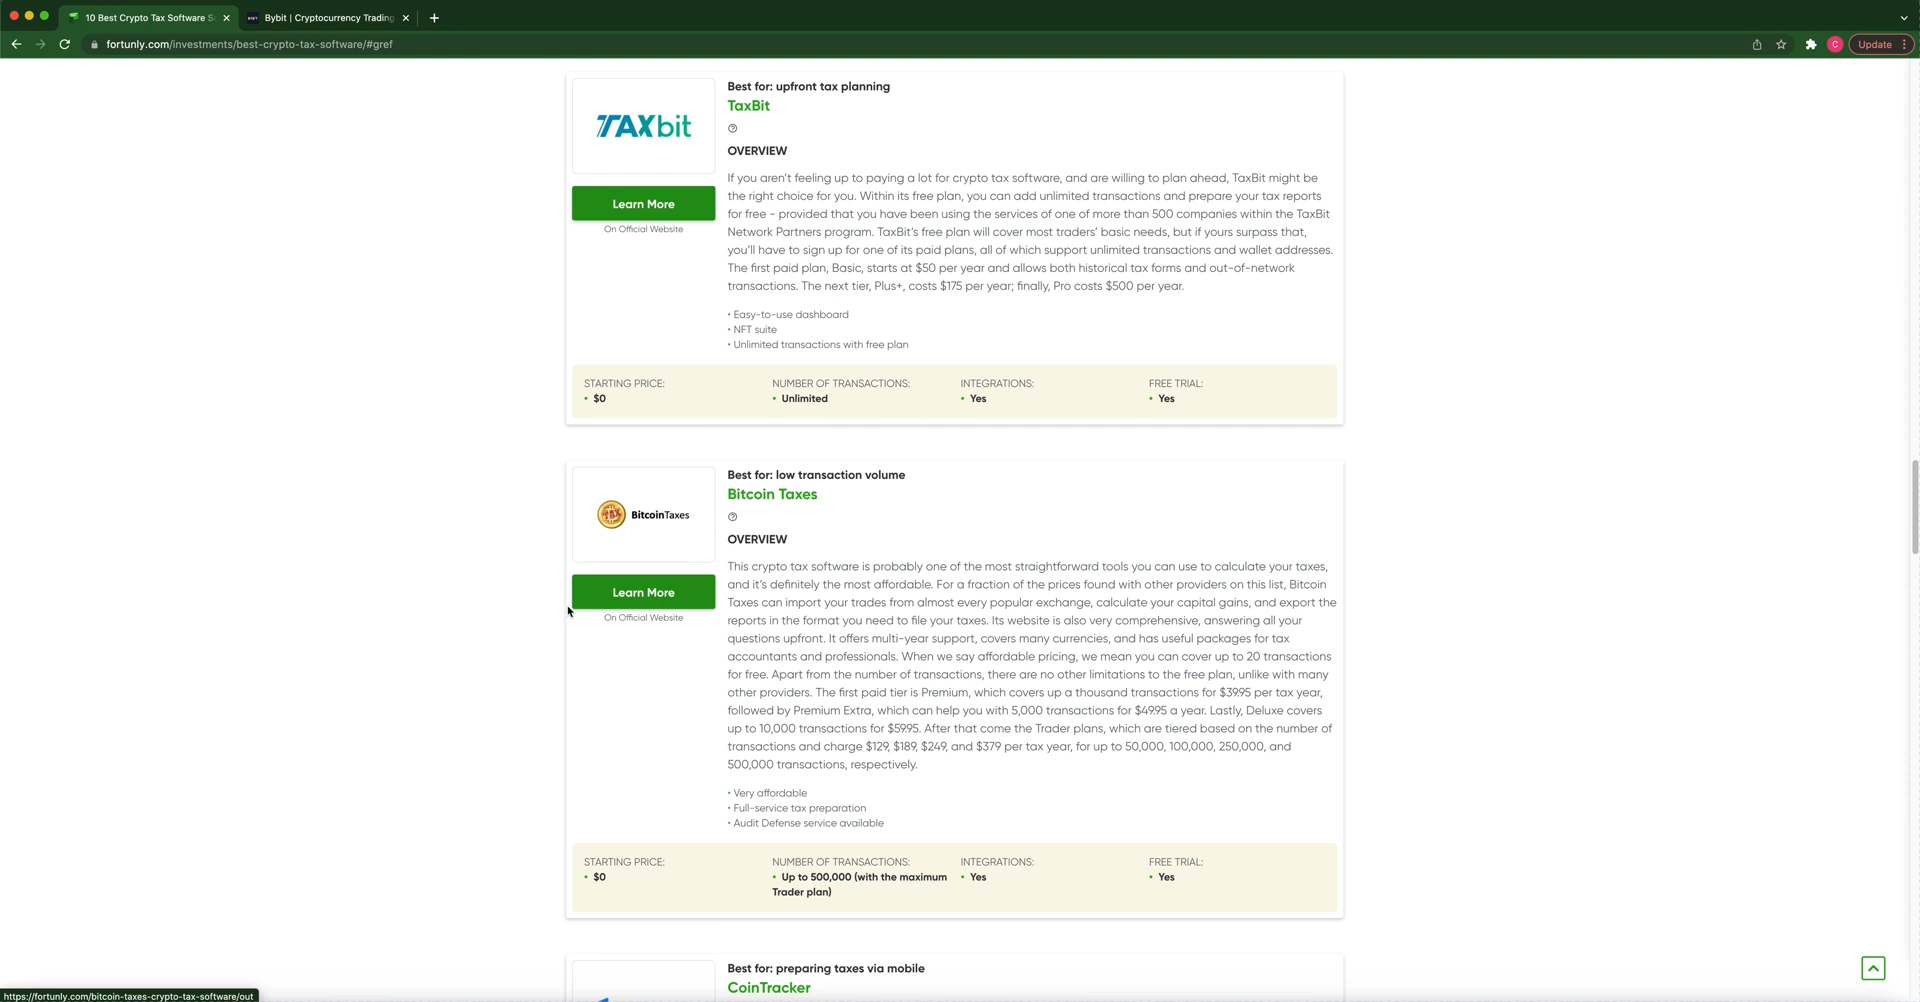 10 Best Crypto Tax Software S
Bybit | Cryptocurrency Trading
fortunly.com/investments/best-crypto-tax-software/#gref
C
Update
TAXbit
Learn More
On Official Website
Best for: upfront tax planning
TaxBit
OVERVIEW
If you aren't feeling up to paying a lot for crypto tax software, and are willing to plan ahead, TaxBit might be
the right choice for you. Within its free plan, you can add unlimited transactions and prepare your tax reports
for free - provided that you have been using the services of one of more than 500 companies within the TaxBit
Network Partners program. TaxBit's free plan will cover most traders' basic needs, but if yours surpass that,
you'll have to sign up for one of its paid plans, all of which support unlimited transactions and wallet addresses.
The first paid plan, Basic, starts at $50 per year and allows both historical tax forms and out-of-network
transactions. The next tier, Plus+, costs $175 per year; finally, Pro costs $500 per year.
• Easy-to-use dashboard
• NFT suite
• Unlimited transactions with free plan
STARTING PRICE:
• $0
NUMBER OF TRANSACTIONS:
• Unlimited
INTEGRATIONS:
• Yes
FREE TRIAL:
• Yes
TAX BitcoinTaxes
Learn More
On Official Website
Best for: low transaction volume
Bitcoin Taxes
OVERVIEW
This crypto tax software is probably one of the most straightforward tools you can use to calculate your taxes,
and it's definitely the most affordable. For a fraction of the prices found with other providers on this list, Bitcoin
Taxes can import your trades from almost every popular exchange, calculate your capital gains, and export the
reports in the format you need to file your taxes. Its website is also very comprehensive, answering all your
questions upfront. It offers multi-year support, covers many currencies, and has useful packages for tax
accountants and professionals. When we say affordable pricing, we mean you can cover up to 20 transactions
for free. Apart from the number of transactions, there are no other limitations to the free plan, unlike with many
other providers. The first paid tier is Premium, which covers up a thousand transactions for $39.95 per tax year,
followed by Premium Extra, which can help you with 5,000 transactions for $49.95 a year. Lastly, Deluxe covers
up to 10,000 transactions for $59.95. After that come the Trader plans, which are tiered based on the number of
transactions and charge $129, $189, $249, and $379 per tax year, for up to 50,000, 100,000, 250,000, and
500,000 transactions, respectively.
• Very affordable
• Full-service tax preparation
• Audit Defense service available
STARTING PRICE:
• $0
NUMBER OF TRANSACTIONS:
• Up to 500,000 (with the maximum
Trader plan)
INTEGRATIONS:
• Yes
FREE TRIAL:
• Yes
Best for: preparing taxes via mobile
CoinTracker
https://fortunly.com/bitcoin-taxes-crypto-tax-software/out